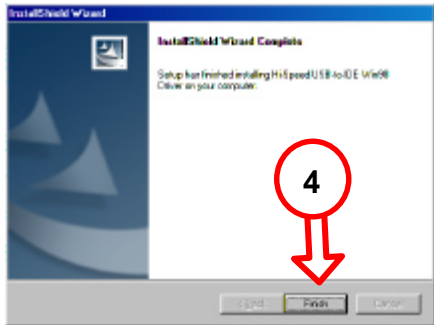 InstallShield Wizard
InstallShield Wizard Complete
Setup has finished installing Hi-Speed USB-to-IDE Win98
Driver on your computer.
4
< Back Finish Cancel